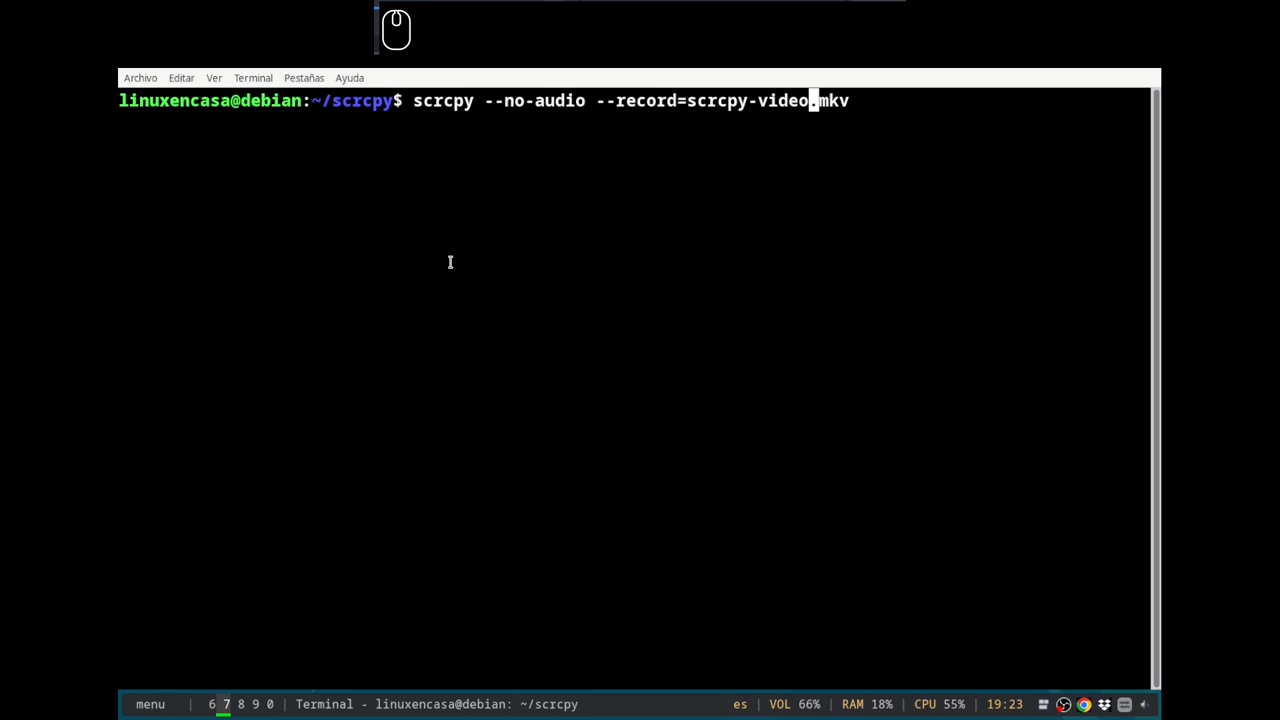 Archivo Editar Ver Terminal Pestañas Ayuda
linuxencasa@debian:~/scrcpy$ scrcpy --no-audio --record=scrcpy-video.mkv
menu | 6 7 8 9 0 | Terminal - linuxencasa@debian: ~/scrcpy es | VOL 66% | RAM 18% | CPU 55% | 19:23